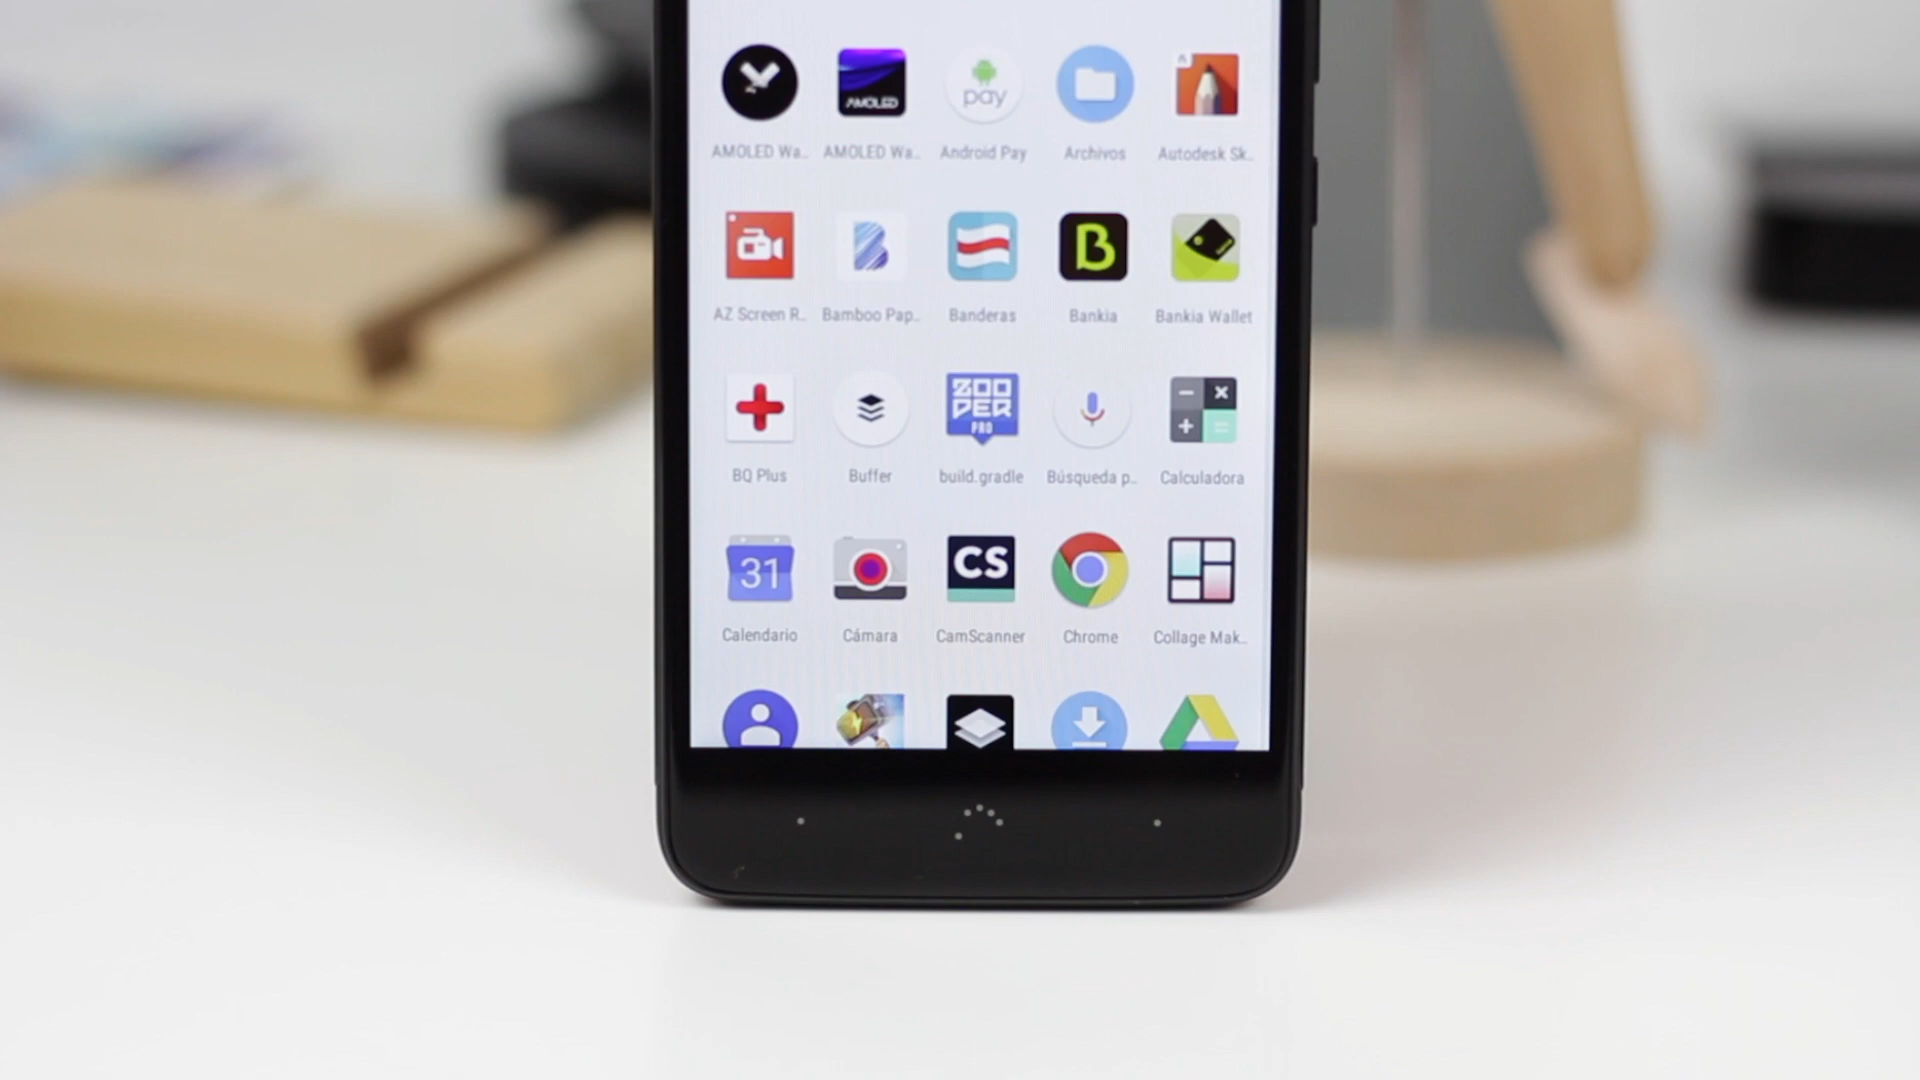 AMOLED
pay
AMOLED Wa..
AMOLED Wa..
Android Pay
Archivos
Autodesk Sk..
B
B
AZ Screen R..
Bamboo Pap..
Banderas
Bankia
Bankia Wallet
ZOO
PER
PRO
BQ Plus
Buffer
build.gradle
Búsqueda p..
Calculadora
31
CS
Calendario
Cámara
CamScanner
Chrome
Collage Mak..